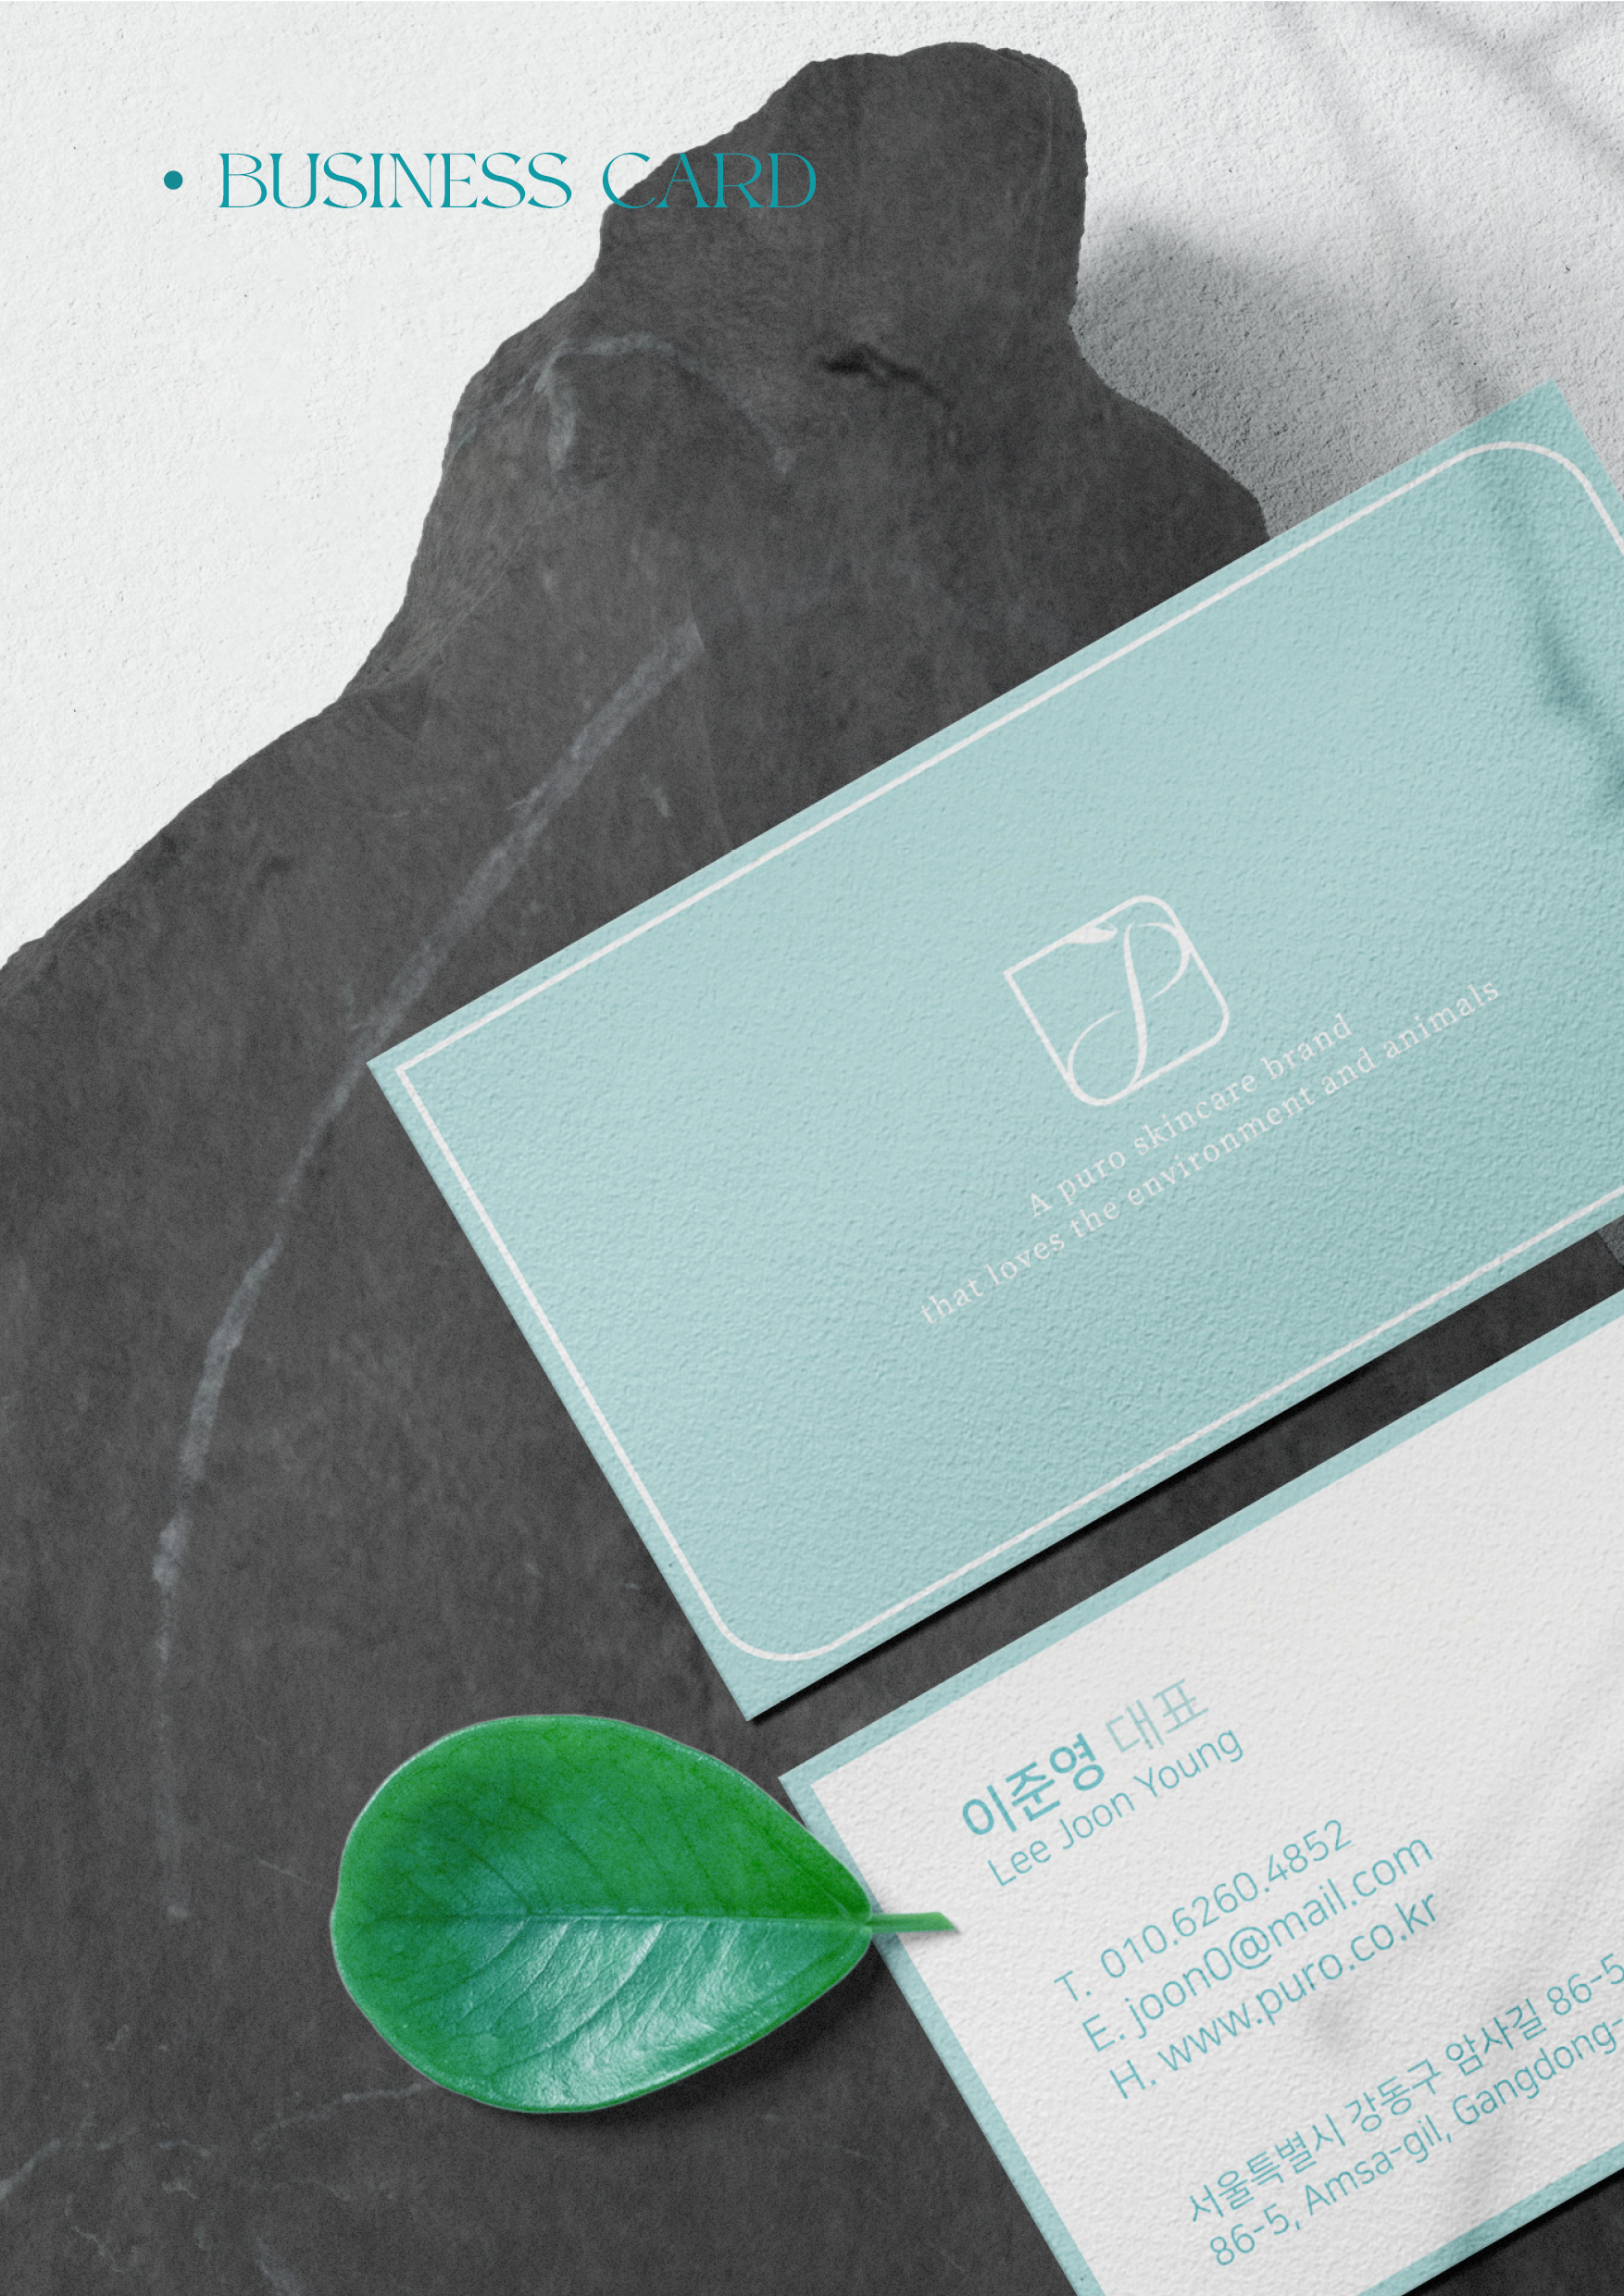 • BUSINESS CARD
A puro skincare brand
that loves the environment and animals
이준영 대표
Lee Joon Young
T. 010.6260.4852
E. joon0@mail.com
H. www.puro.co.kr
서울특별시 강동구 암사길 86-5
86-5, Amsa-gil, Gangdong-